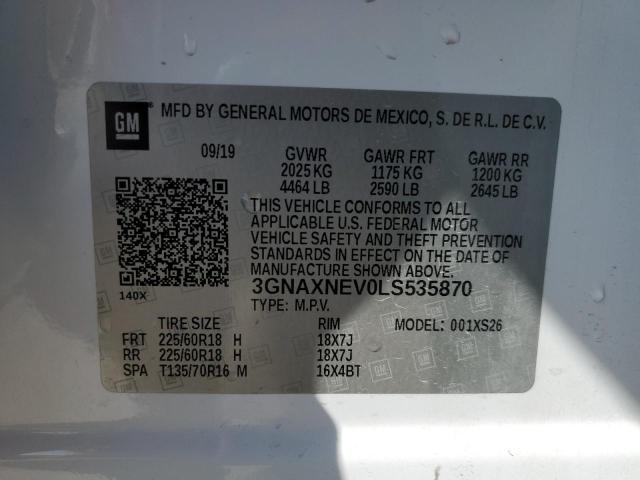 GM
MFD BY GENERAL MOTORS DE MEXICO, S. DE R.L. DE C.V.
09/19 GVWR GAWR FRT GAWR RR
2025 KG 1175 KG 1200 KG
4464 LB 2590 LB 2645 LB
THIS VEHICLE CONFORMS TO ALL
APPLICABLE U.S. FEDERAL MOTOR
VEHICLE SAFETY AND THEFT PREVENTION
STANDARDS IN EFFECT ON THE DATE OF
MANUFACTURE SHOWN ABOVE.
3GNAXNEV0LS535870
140X TYPE: M.P.V.
TIRE SIZE RIM MODEL: 001XS26
FRT 225/60R18 H 18X7J
RR 225/60R18 H 18X7J
SPA T135/70R16 M 16X4BT